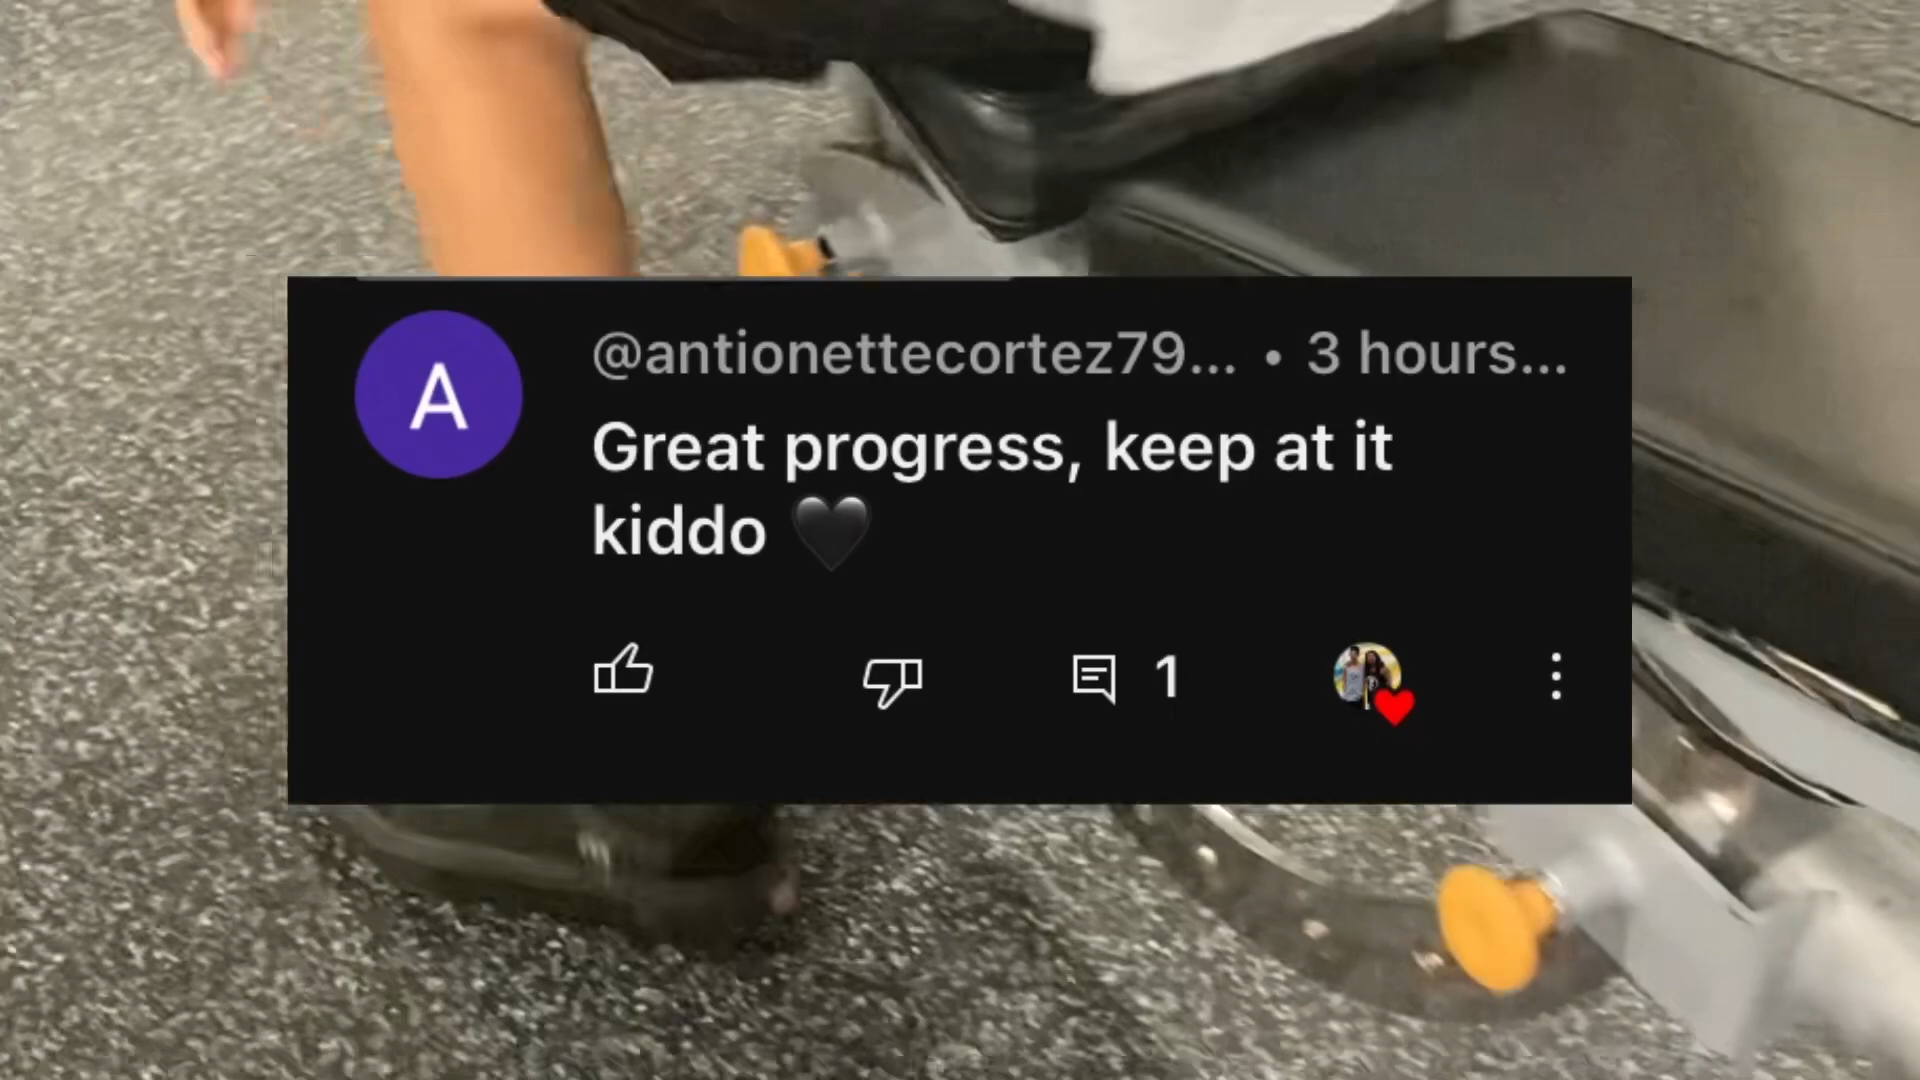 A
@antionettecortez79... • 3 hours...
Great progress, keep at it
kiddo 🖤
1